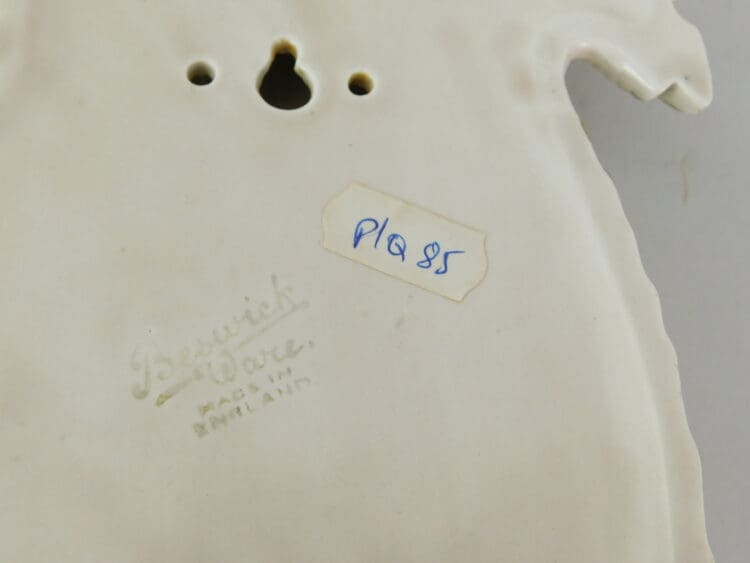 P/Q 85
Beswick
Ware.
MADE IN
ENGLAND